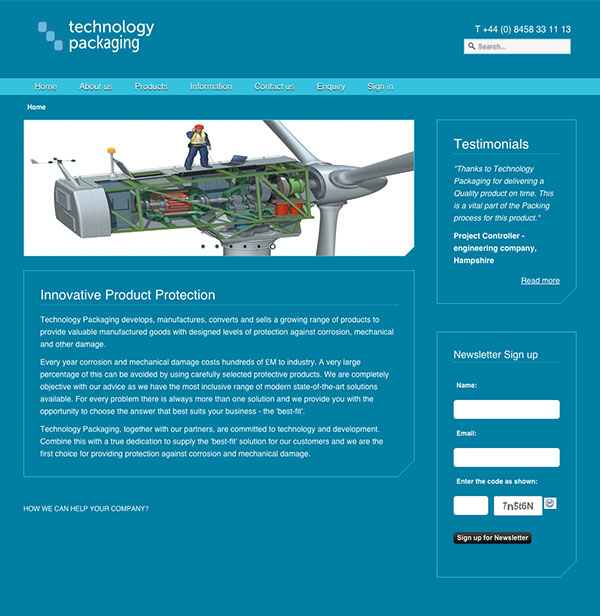 technology
packaging
T +44 (0) 8458 33 11 13
Search...
Home About us Products Information Contact us Enquiry Sign in
Home
Testimonials
"Thanks to Technology
Packaging for delivering a
Quality product on time. This
is a vital part of the Packing
process for this product."
Project Controller -
engineering company,
Hampshire
Read more
Innovative Product Protection
Technology Packaging develops, manufactures, converts and sells a growing range of products to
provide valuable manufactured goods with designed levels of protection against corrosion, mechanical
and other damage.
Every year corrosion and mechanical damage costs hundreds of £M to industry. A very large
percentage of this can be avoided by using carefully selected protective products. We are completely
objective with our advice as we have the most inclusive range of modern state-of-the-art solutions
available. For every problem there is always more than one solution and we provide you with the
opportunity to choose the answer that best suits your business - the 'best-fit'.
Technology Packaging, together with our partners, are committed to technology and development.
Combine this with a true dedication to supply the 'best-fit' solution for our customers and we are the
first choice for providing protection against corrosion and mechanical damage.
Newsletter Sign up
Name:
Email:
Enter the code as shown:
7n5t6N
Sign up for Newsletter
HOW WE CAN HELP YOUR COMPANY?